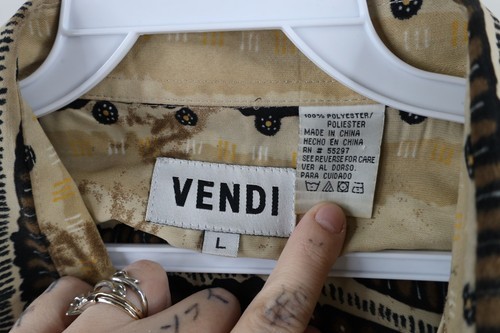 100% POLYESTER/
POLIESTER
MADE IN CHINA
HECHO EN CHINA
RN # 55297
SEE REVERSE FOR CARE
VER AL DORSO.
PARA CUIDADO
VENDI
L